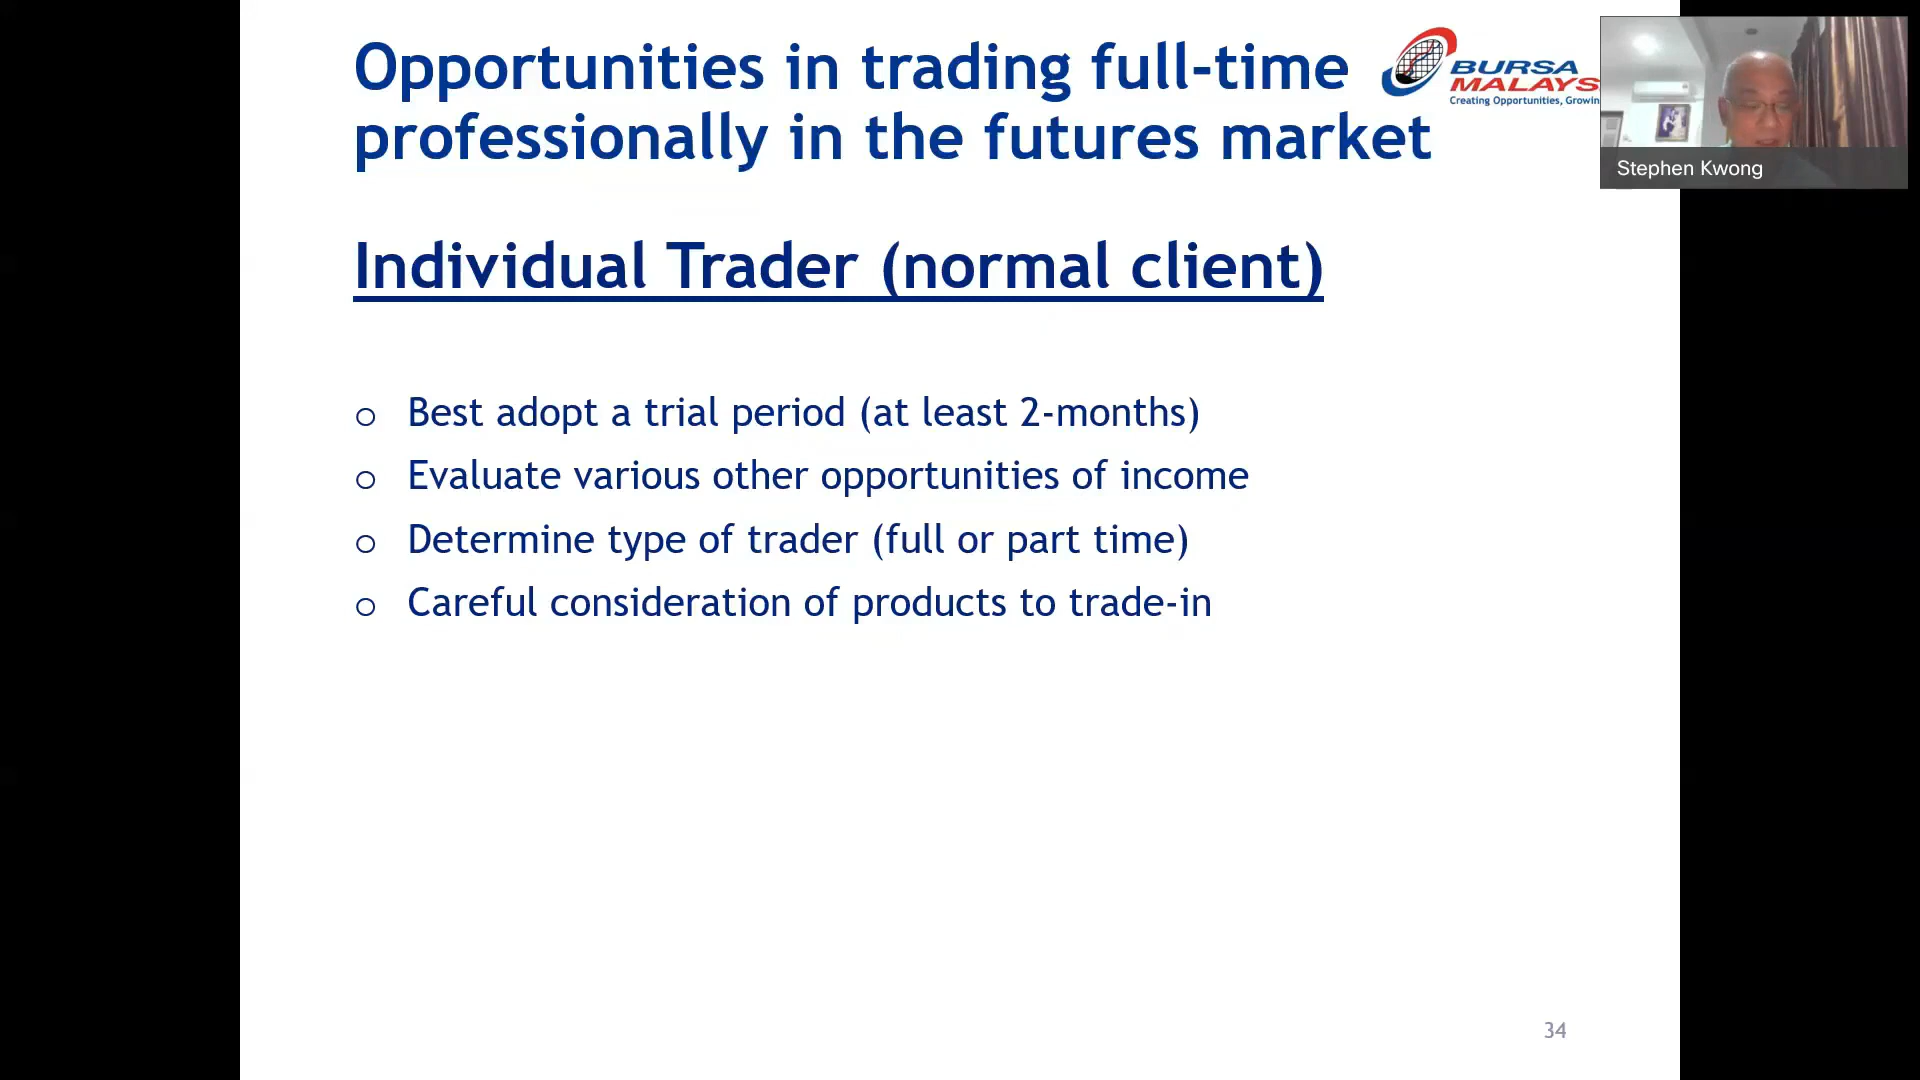 Opportunities in trading full-time
professionally in the futures market
BURSA
MALAYS
Creating Opportunities, Growin
Stephen Kwong
Individual Trader (normal client)
o Best adopt a trial period (at least 2-months)
o Evaluate various other opportunities of income
o Determine type of trader (full or part time)
o Careful consideration of products to trade-in
34